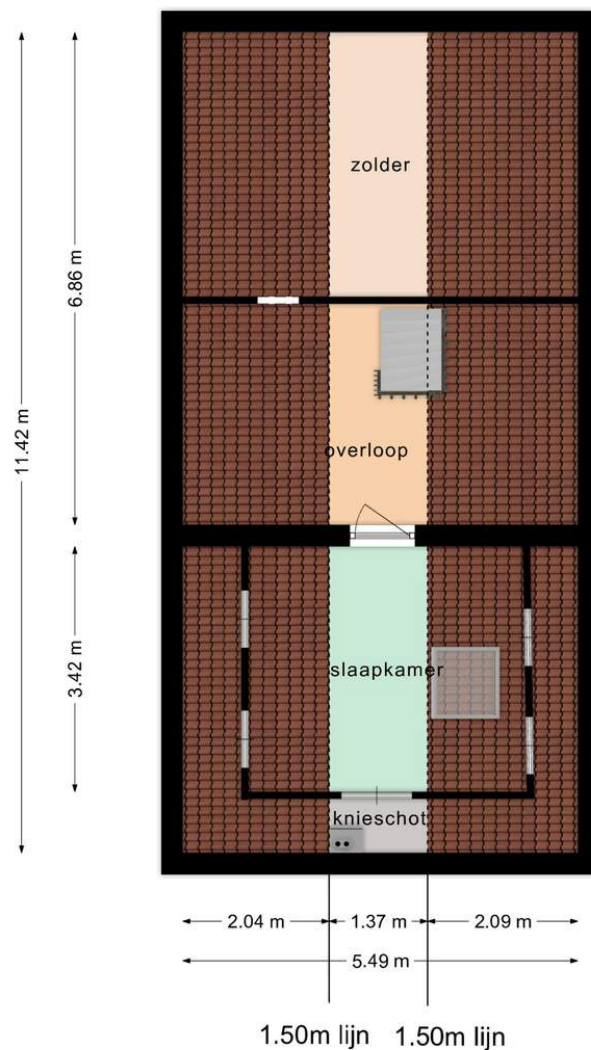 zolder
6.86 m
11.42 m
overloop
3.42 m
slaapkamer
knieschot
2.04 m
1.37 m
2.09 m
5.49 m
1.50m lijn
1.50m lijn